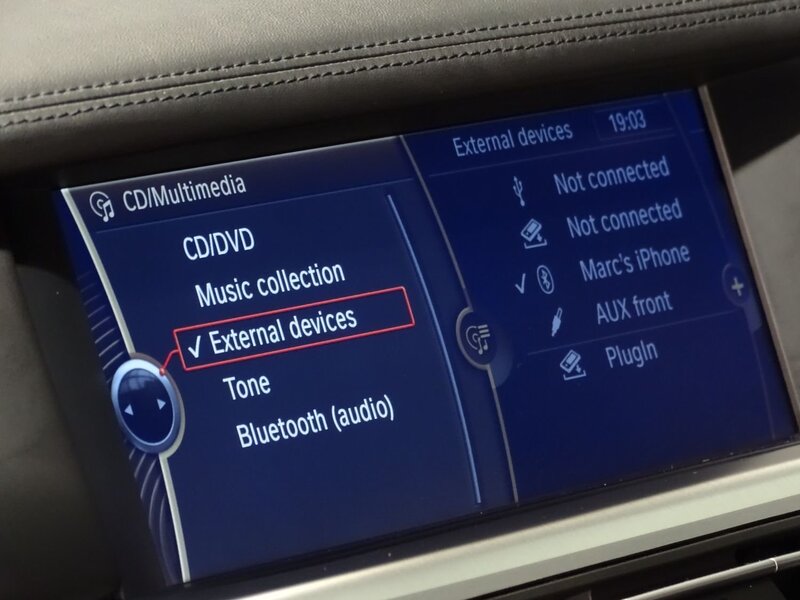 CD/Multimedia
CD/DVD
Music collection
External devices
Tone
Bluetooth (audio)
External devices 19:03
Not connected
Not connected
Marc's iPhone
AUX front
PlugIn